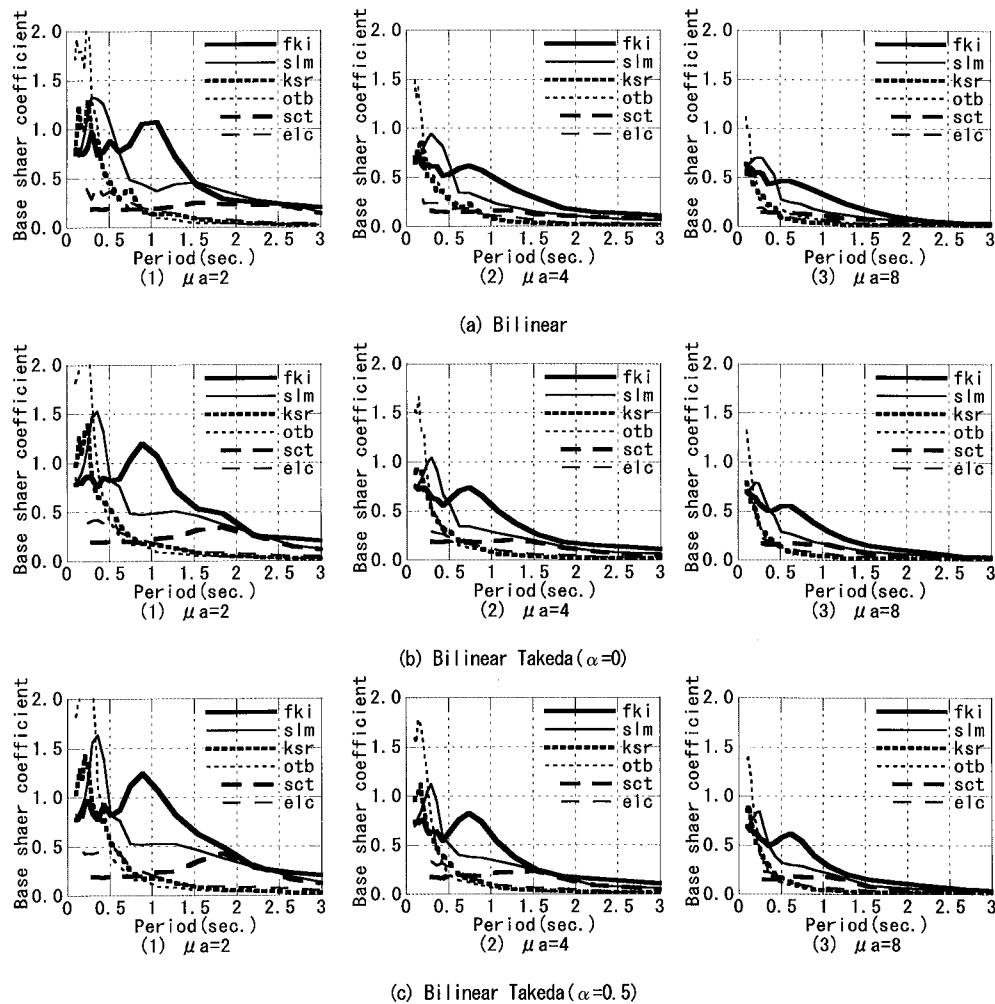 Base shaer coefficient
2.0
1.5
1.0
0.5
0.0
0 0.5 1 1.5 2 2.5 3
Period(sec.)
fki
slm
ksr
otb
sct
elc
(1) μa=2
Base shaer coefficient
2.0
1.5
1.0
0.5
0.0
0 0.5 1 1.5 2 2.5 3
Period(sec.)
fki
slm
ksr
otb
sct
elc
(2) μa=4
Base shaer coefficient
2.0
1.5
1.0
0.5
0.0
0 0.5 1 1.5 2 2.5 3
Period(sec.)
fki
slm
ksr
otb
sct
elc
(3) μa=8
(a) Bilinear
Base shaer coefficient
2.0
1.5
1.0
0.5
0.0
0 0.5 1 1.5 2 2.5 3
Period(sec.)
fki
slm
ksr
otb
sct
elc
(1) μa=2
Base shaer coefficient
2.0
1.5
1.0
0.5
0.0
0 0.5 1 1.5 2 2.5 3
Period(sec.)
fki
slm
ksr
otb
sct
elc
(2) μa=4
Base shaer coefficient
2.0
1.5
1.0
0.5
0.0
0 0.5 1 1.5 2 2.5 3
Period(sec.)
fki
slm
ksr
otb
sct
elc
(3) μa=8
(b) Bilinear Takeda(α=0)
Base shaer coefficient
2.0
1.5
1.0
0.5
0.0
0 0.5 1 1.5 2 2.5 3
Period(sec.)
fki
slm
ksr
otb
sct
elc
(1) μa=2
Base shaer coefficient
2.0
1.5
1.0
0.5
0.0
0 0.5 1 1.5 2 2.5 3
Period(sec.)
fki
slm
ksr
otb
sct
elc
(2) μa=4
Base shaer coefficient
2.0
1.5
1.0
0.5
0.0
0 0.5 1 1.5 2 2.5 3
Period(sec.)
fki
slm
ksr
otb
sct
elc
(3) μa=8
(c) Bilinear Takeda(α=0.5)